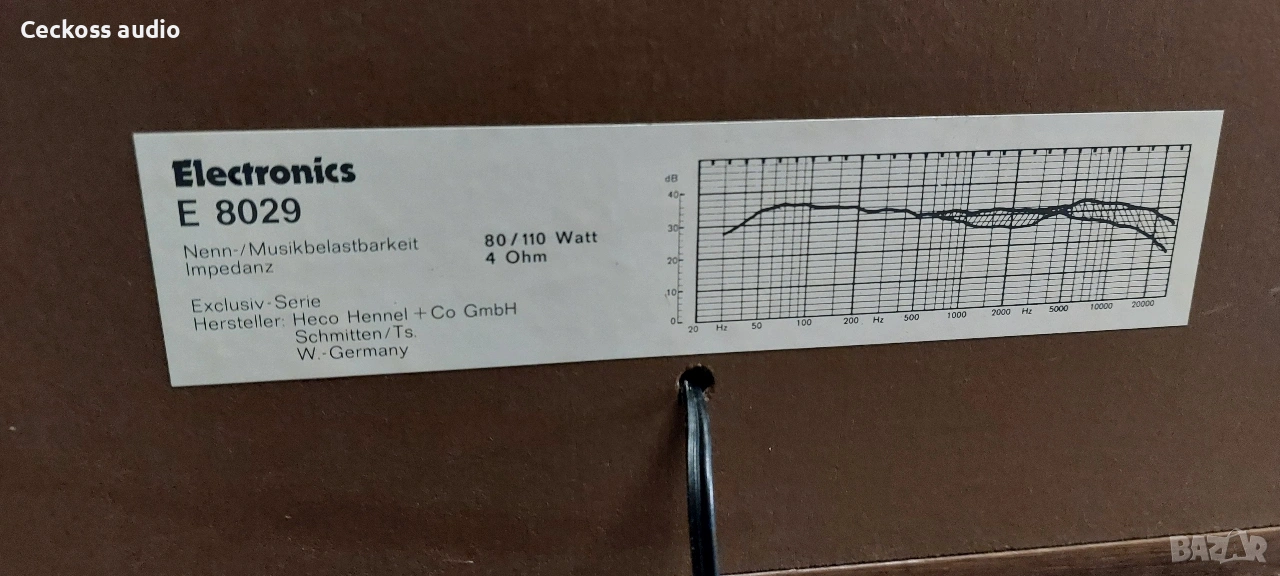 Ceckoss audio
Electronics
E 8029
Nenn-/Musikbelastbarkeit 80/110 Watt
Impedanz 4 Ohm
Exclusiv-Serie
Hersteller: Heco Hennel + Co GmbH
Schmitten/Ts.
W.-Germany
dB
40
30
20
10
0
20 Hz 50 100 200 Hz 500 1000 2000 Hz 5000 10000 20000
BAZAR